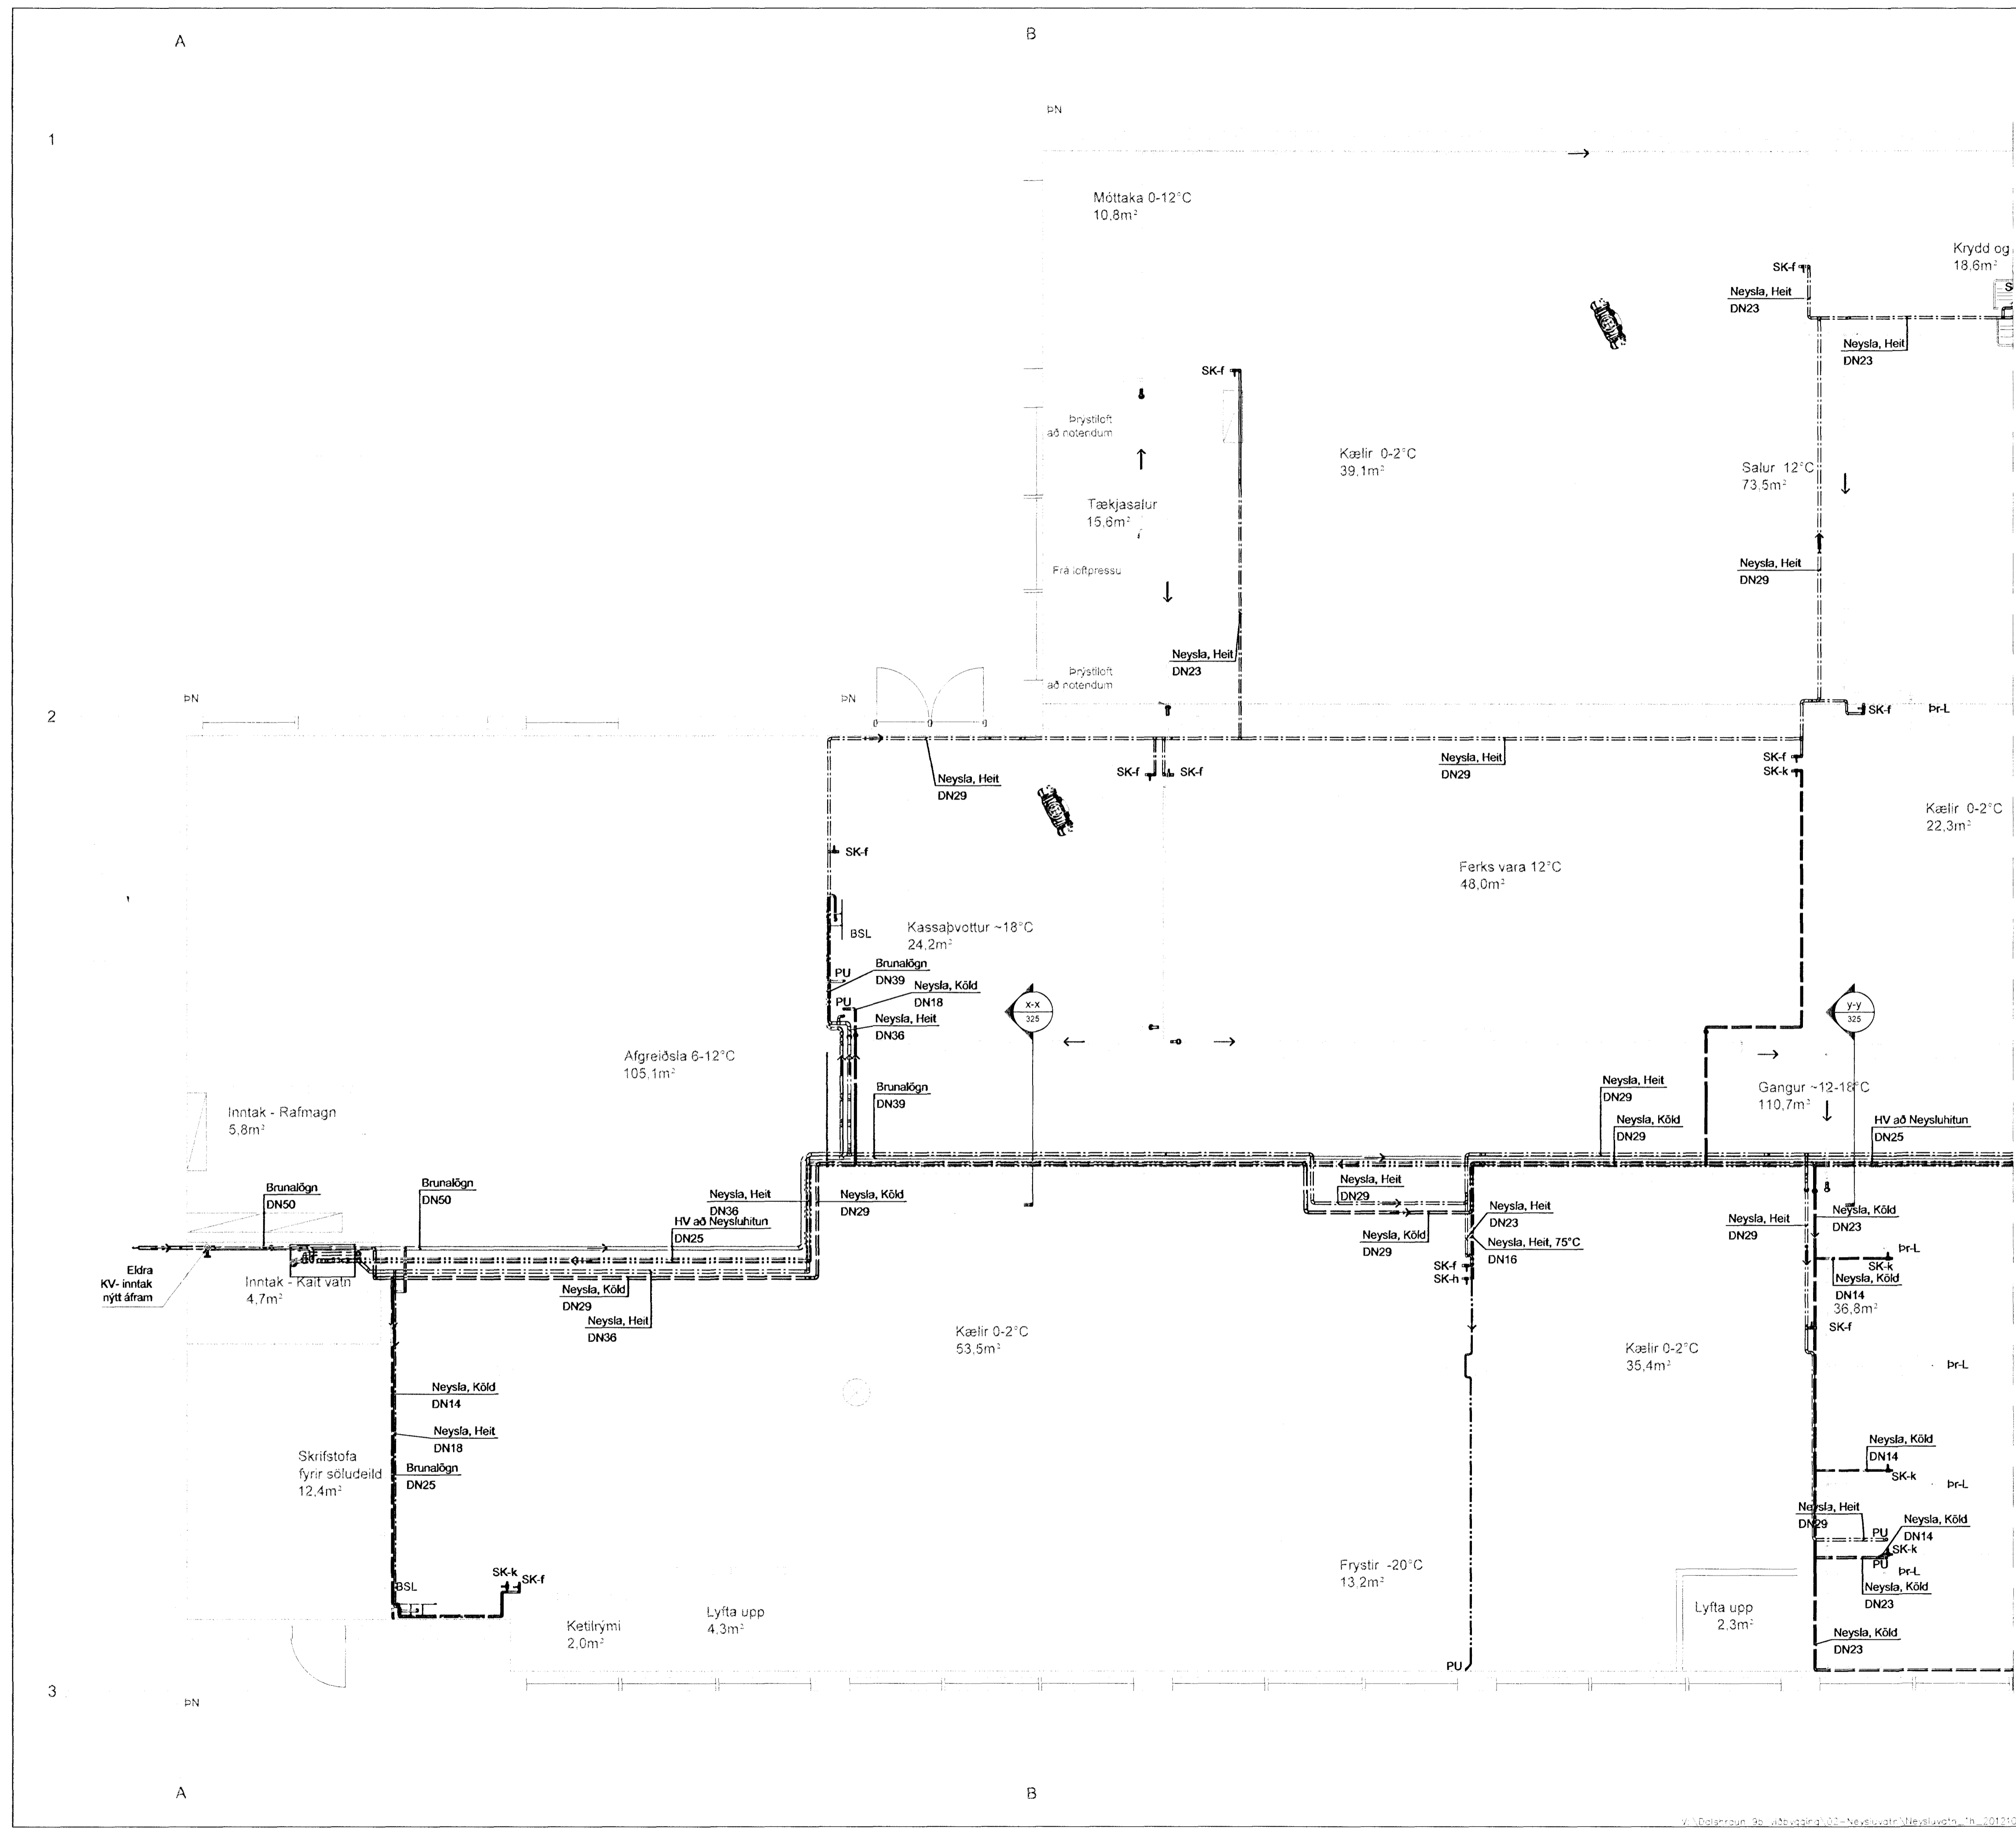 A
B
ÞN
1
Móttaka 0-12°C
10,8m²
Krydd og
18,6m²
SK-f
Neysla, Heit
DN23
S
Neysla, Heit
DN23
SK-f
Þrýstiloft
að notendum
Kælir 0-2°C
39,1m²
Salur 12°C
73,5m²
Tækjasalur
15,6m²
Frá loftpressu
Neysla, Heit
DN29
Neysla, Heit
DN23
Þrýstiloft
að notendum
ÞN
ÞN
2
SK-f
Þr-L
Neysla, Heit
DN29
SK-f
SK-f
Neysla, Heit
DN29
SK-f
SK-k
Kælir 0-2°C
22,3m²
SK-f
Ferks vara 12°C
48,0m²
BSL
Kassaþvottur ~18°C
24,2m²
PU
Brunalögn
DN39
Neysla, Köld
DN18
PU
Neysla, Heit
DN36
x-x
325
y-y
325
Afgreiðsla 6-12°C
105,1m²
Brunalögn
DN39
Neysla, Heit
DN29
Gangur ~12-18°C
110,7m²
Inntak - Rafmagn
5,8m²
Neysla, Köld
DN29
HV að Neysluhitun
DN25
Brunalögn
DN50
Brunalögn
DN50
Neysla, Heit
DN36
Neysla, Köld
DN29
HV að Neysluhitun
DN25
Neysla, Heit
DN29
Neysla, Heit
DN23
Neysla, Heit
DN29
Neysla, Köld
DN23
Neysla, Köld
DN29
Neysla, Heit, 75°C
DN16
Þr-L
SK-k
Eldra
KV- inntak
nýtt áfram
Inntak - Kalt vatn
4,7m²
SK-f
SK-h
Neysla, Köld
DN14
36,8m²
Neysla, Köld
DN29
Neysla, Heit
DN36
SK-f
Kælir 0-2°C
53,5m²
Kælir 0-2°C
35,4m²
Þr-L
Neysla, Köld
DN14
Neysla, Heit
DN18
Neysla, Köld
DN14
Skrifstofa
fyrir söludeild
12,4m²
Brunalögn
DN25
SK-k
Þr-L
Neysla, Heit
DN29
Neysla, Köld
DN14
PU
SK-k
PU
Þr-L
Frystir -20°C
13,2m²
SK-k
SK-f
BSL
Neysla, Köld
DN23
Lyfta upp
4,3m²
Lyfta upp
2,3m²
Ketilrými
2,0m²
Neysla, Köld
DN23
PU
3
ÞN
A
B